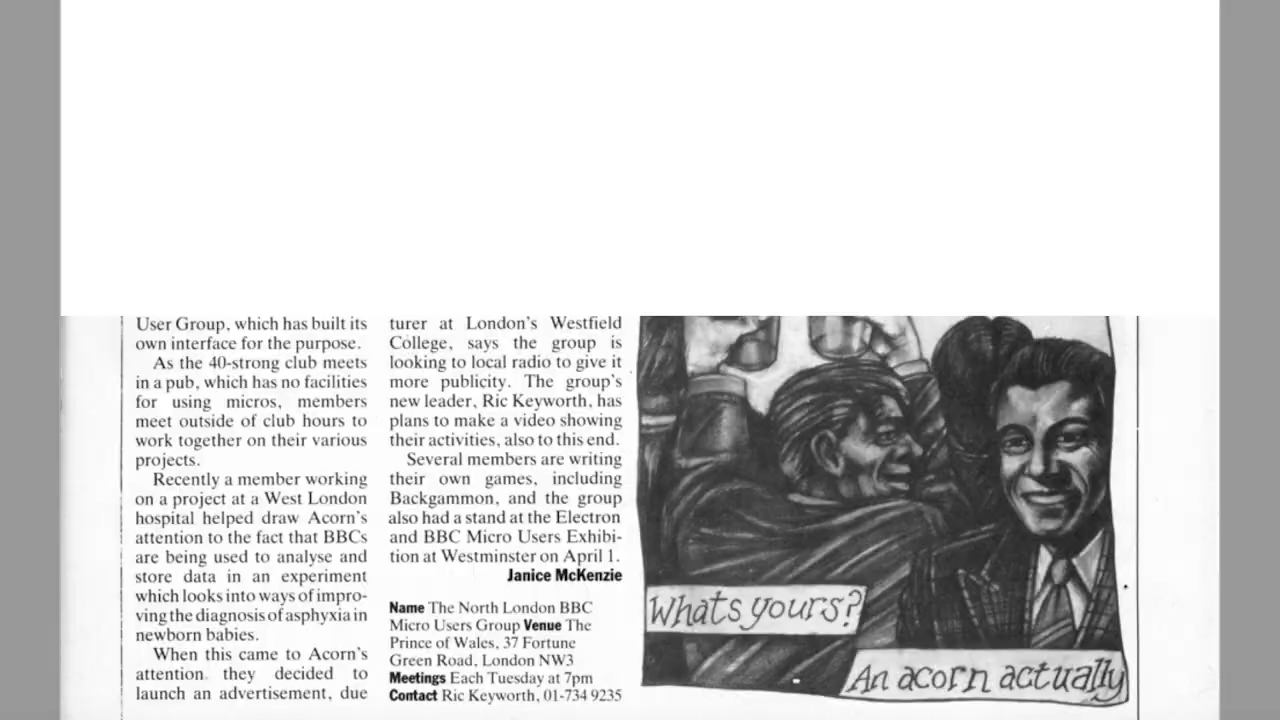 User Group, which has built its
own interface for the purpose.
As the 40-strong club meets
in a pub, which has no facilities
for using micros, members
meet outside of club hours to
work together on their various
projects.
Recently a member working
on a project at a West London
hospital helped draw Acorn's
attention to the fact that BBCs
are being used to analyse and
store data in an experiment
which looks into ways of impro-
ving the diagnosis of asphyxia in
newborn babies.
When this came to Acorn's
attention they decided to
launch an advertisement, due
turer at London's Westfield
College, says the group is
looking to local radio to give it
more publicity. The group's
new leader, Ric Keyworth, has
plans to make a video showing
their activities, also to this end.
Several members are writing
their own games, including
Backgammon, and the group
also had a stand at the Electron
and BBC Micro Users Exhibi-
tion at Westminster on April 1.
Janice McKenzie
Name The North London BBC
Micro Users Group Venue The
Prince of Wales, 37 Fortune
Green Road, London NW3
Meetings Each Tuesday at 7pm
Contact Ric Keyworth, 01-734 9235
Whats yours?
An acorn actually